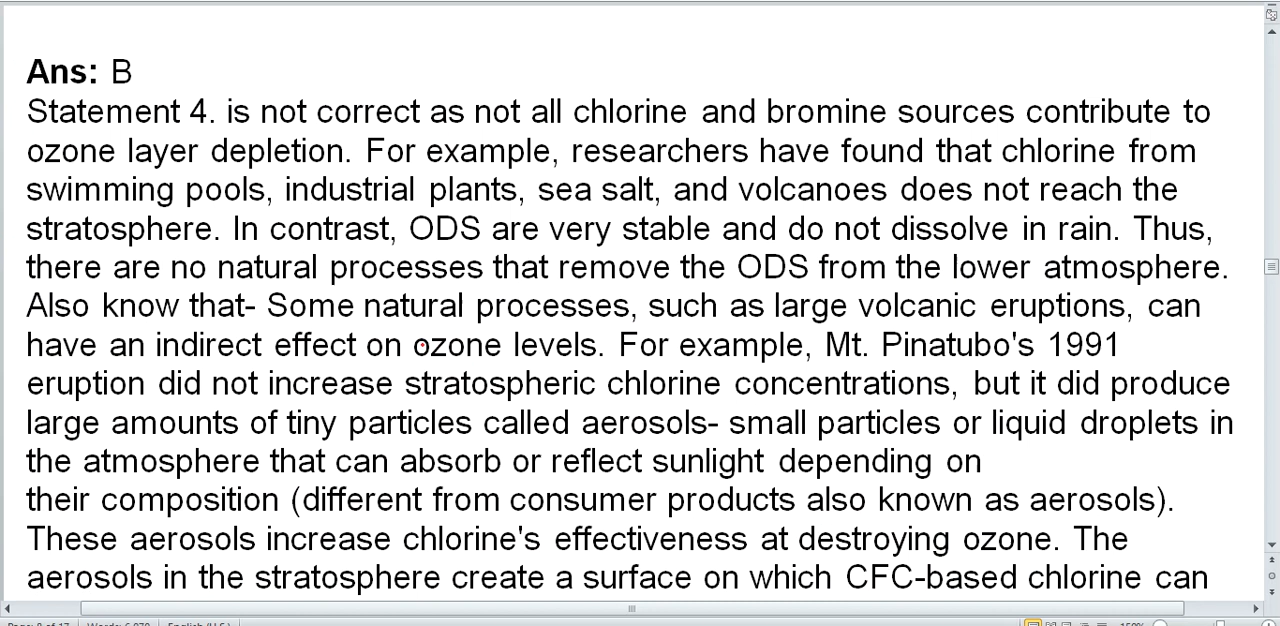 Ans: B
Statement 4. is not correct as not all chlorine and bromine sources contribute to
ozone layer depletion. For example, researchers have found that chlorine from
swimming pools, industrial plants, sea salt, and volcanoes does not reach the
stratosphere. In contrast, ODS are very stable and do not dissolve in rain. Thus,
there are no natural processes that remove the ODS from the lower atmosphere.
Also know that- Some natural processes, such as large volcanic eruptions, can
have an indirect effect on ozone levels. For example, Mt. Pinatubo's 1991
eruption did not increase stratospheric chlorine concentrations, but it did produce
large amounts of tiny particles called aerosols- small particles or liquid droplets in
the atmosphere that can absorb or reflect sunlight depending on
their composition (different from consumer products also known as aerosols).
These aerosols increase chlorine's effectiveness at destroying ozone. The
aerosols in the stratosphere create a surface on which CFC-based chlorine can